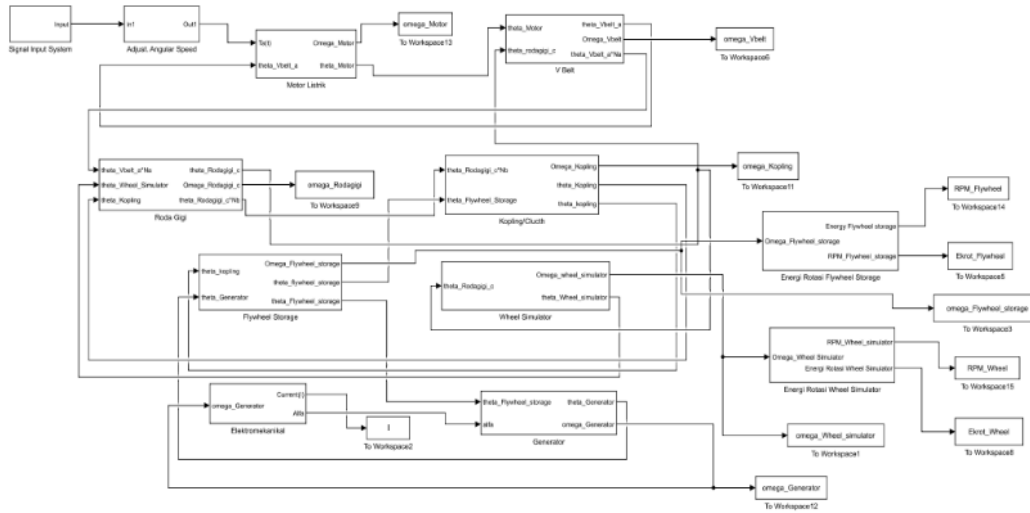 Input
Signal Input System
In1
Out1
Adjust. Angular Speed
Ta(t)
theta_Vbelt_a
Omega_Motor
theta_Motor
Motor Listrik
omega_Motor
To Workspace13
theta_Motor
theta_rodagigi_c
theta_Vbelt_a
Omega_Vbelt
theta_Vbelt_a*Na
V Belt
omega_Vbelt
To Workspace6
theta_Vbelt_a*Na
theta_Wheel_Simulator
theta_Kopling
theta_Rodagigi_c
Omega_Rodagigi_c
theta_Rodagigi_c*Nb
Roda Gigi
omega_Rodagigi
To Workspace9
theta_Rodagigi_c*Nb
theta_Flywheel_Storage
Omega_Kopling
theta_Kopling
theta_kopling
Kopling/Clucth
omega_Kopling
To Workspace11
Omega_Flywheel_storage
Energy Flywheel storage
RPM_Flywheel_storage
Energi Rotasi Flywheel Storage
RPM_Flywheel
To Workspace14
Ekrot_Flywheel
To Workspace5
theta_kopling
theta_Generator
Omega_Flywheel_storage
theta_flywheel_storage
theta_Flywheel_storage
Flywheel Storage
theta_Rodagigi_c
Omega_wheel_simulator
theta_Wheel_simulator
Wheel Simulator
omega_Flywheel_storage
To Workspace3
Omega_Wheel Simulator
RPM_Wheel_simulator
Energi Rotasi Wheel Simulator
Energi Rotasi Wheel Simulator
RPM_Wheel
To Workspace15
omega_Generator
Current(i)
Alfa
Elektromekanikal
I
To Workspace2
theta_Flywheel_storage
alfa
theta_Generator
omega_Generator
Generator
omega_Wheel_simulator
To Workspace1
Ekrot_Wheel
To Workspace8
omega_Generator
To Workspace12